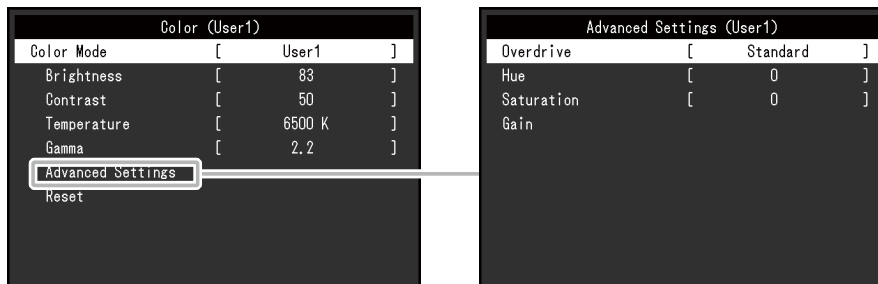 Color (User1)
Color Mode [ User1 ]
Brightness [ 83 ]
Contrast [ 50 ]
Temperature [ 6500 K ]
Gamma [ 2.2 ]
Advanced Settings
Reset
Advanced Settings (User1)
Overdrive [ Standard ]
Hue [ 0 ]
Saturation [ 0 ]
Gain